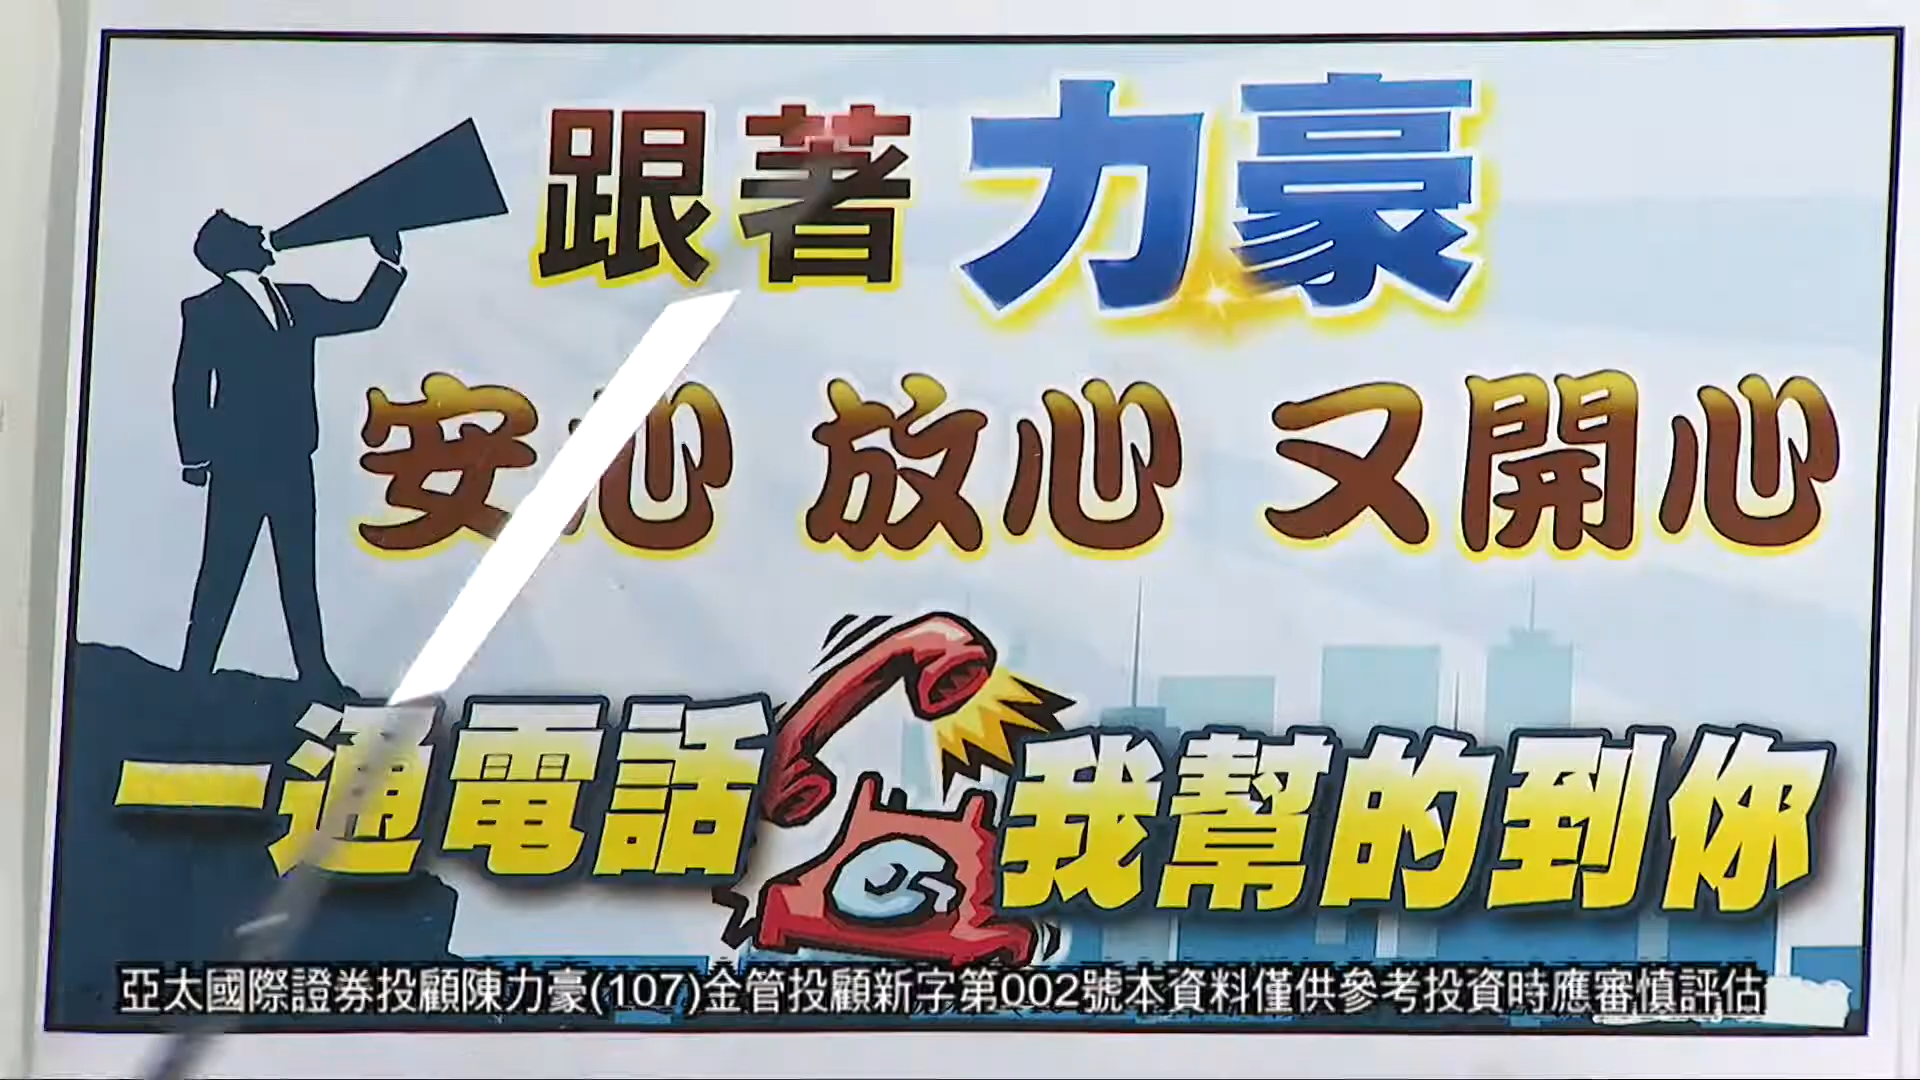 跟著力豪
安心 放心 又開心
一通電話 我幫的到你
亞太國際證券投顧陳力豪(107)金管投顧新字第002號本資料僅供參考投資時應審慎評估